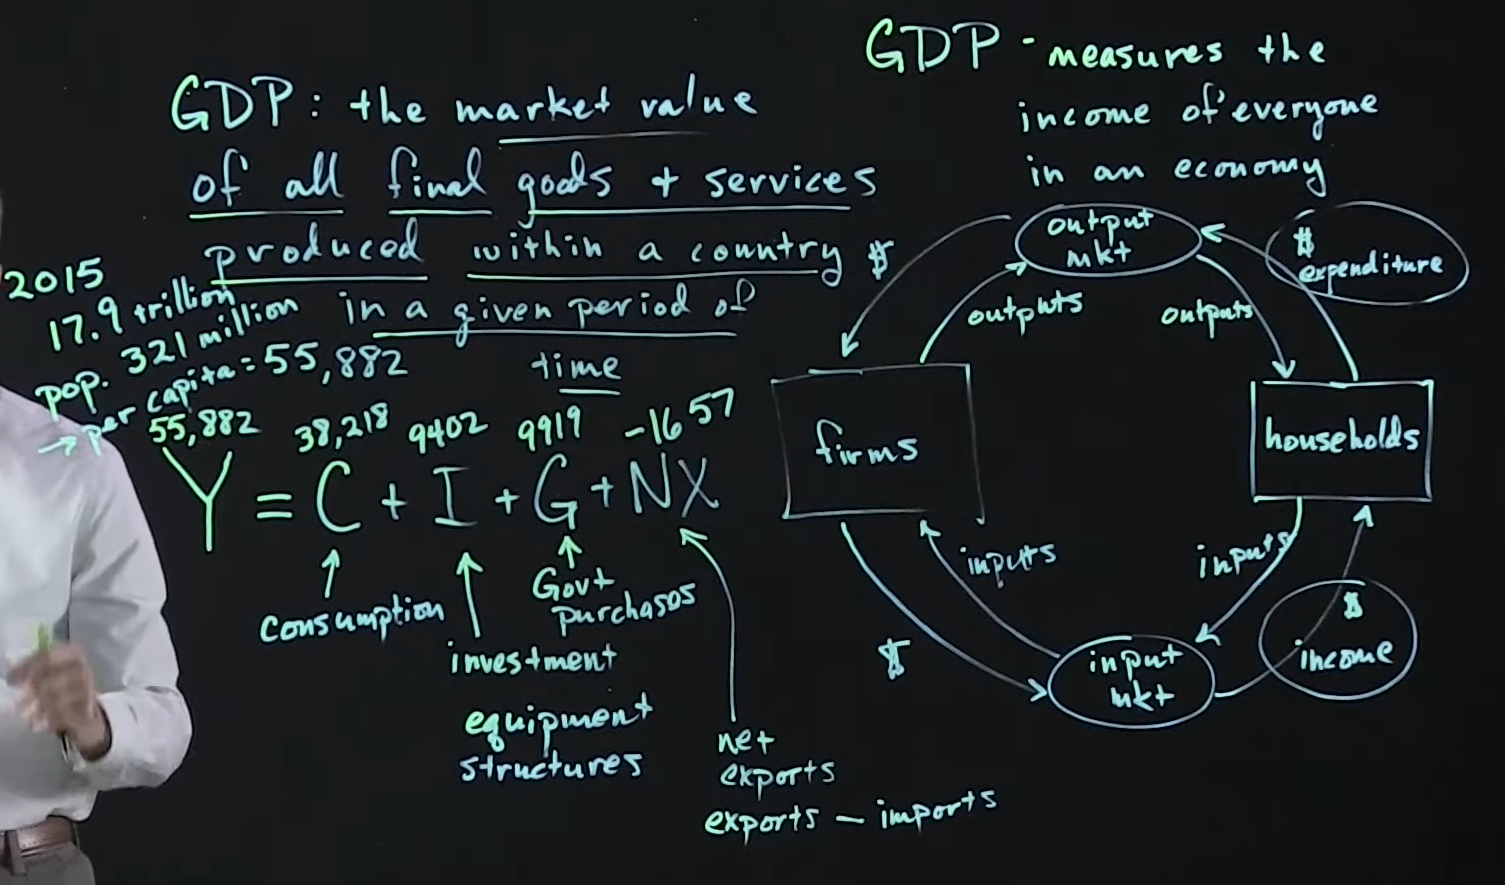 GDP: the market value
of all final goods + services
produced within a country
in a given period of
time
2015
17.9 trillion
pop. 321 million
→ per capita = 55,882
55,882 38,218 9402 9919 -1657
Y = C + I + G + NX
consumption
investment
equipment
structures
Govt
purchases
net
exports
exports – imports
GDP - measures the
income of everyone
in an economy
output
mkt
$
$
expenditure
outputs
outputs
firms
households
inputs
inputs
$
input
mkt
$
income